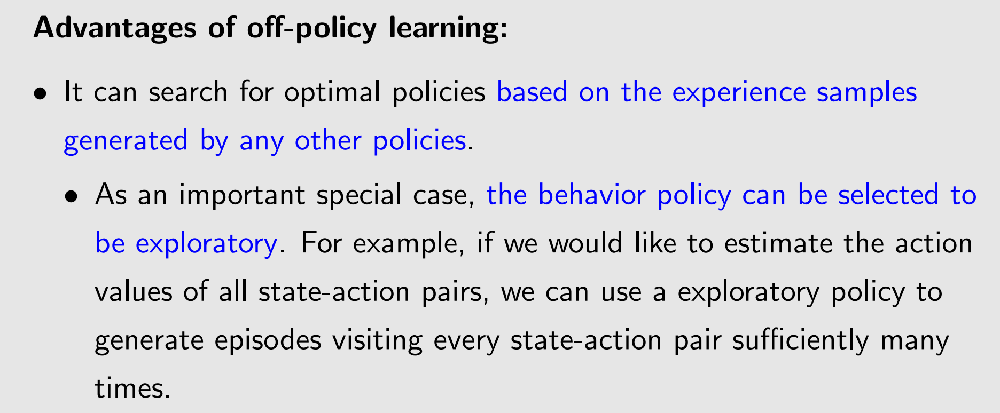 Advantages of off-policy learning:
• It can search for optimal policies based on the experience samples
generated by any other policies.
• As an important special case, the behavior policy can be selected to
be exploratory. For example, if we would like to estimate the action
values of all state-action pairs, we can use a exploratory policy to
generate episodes visiting every state-action pair sufficiently many
times.